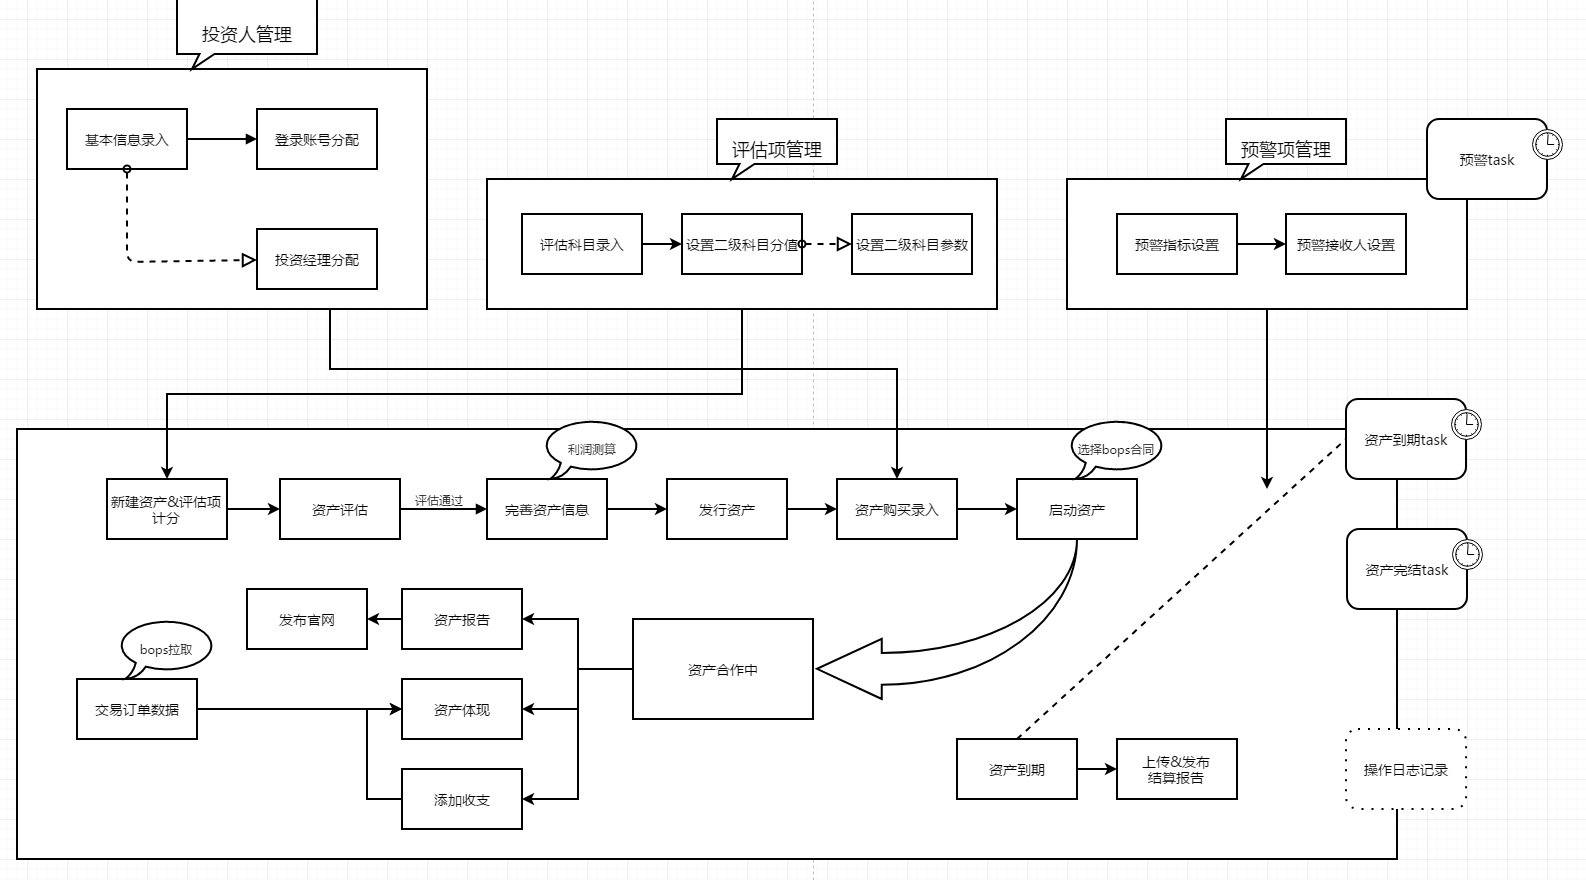 投资人管理
基本信息录入
登录账号分配
投资经理分配
评估项管理
评估科目录入
设置二级科目分值
设置二级科目参数
预警项管理
预警task
预警指标设置
预警接收人设置
利润测算
选择bops合同
资产到期task
新建资产&评估项
计分
资产评估
评估通过
完善资产信息
发行资产
资产购买录入
启动资产
资产完结task
发布官网
资产报告
bops拉取
资产合作中
交易订单数据
资产体现
添加收支
资产到期
上传&发布
结算报告
操作日志记录